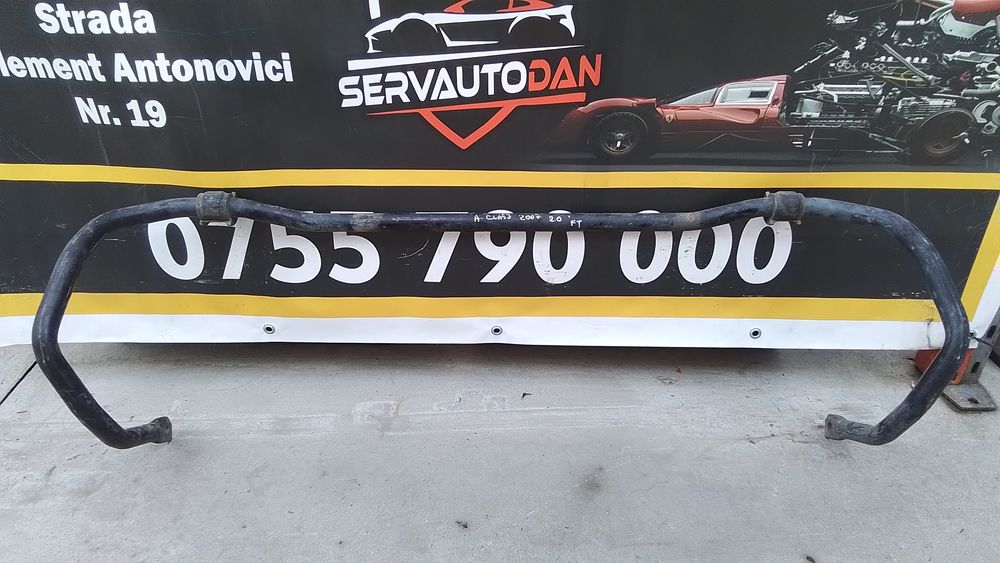 Strada
lement Antonovici
Nr. 19
SERVAUTODAN
A CLASS 2007 2.0
FT
0755 790 000